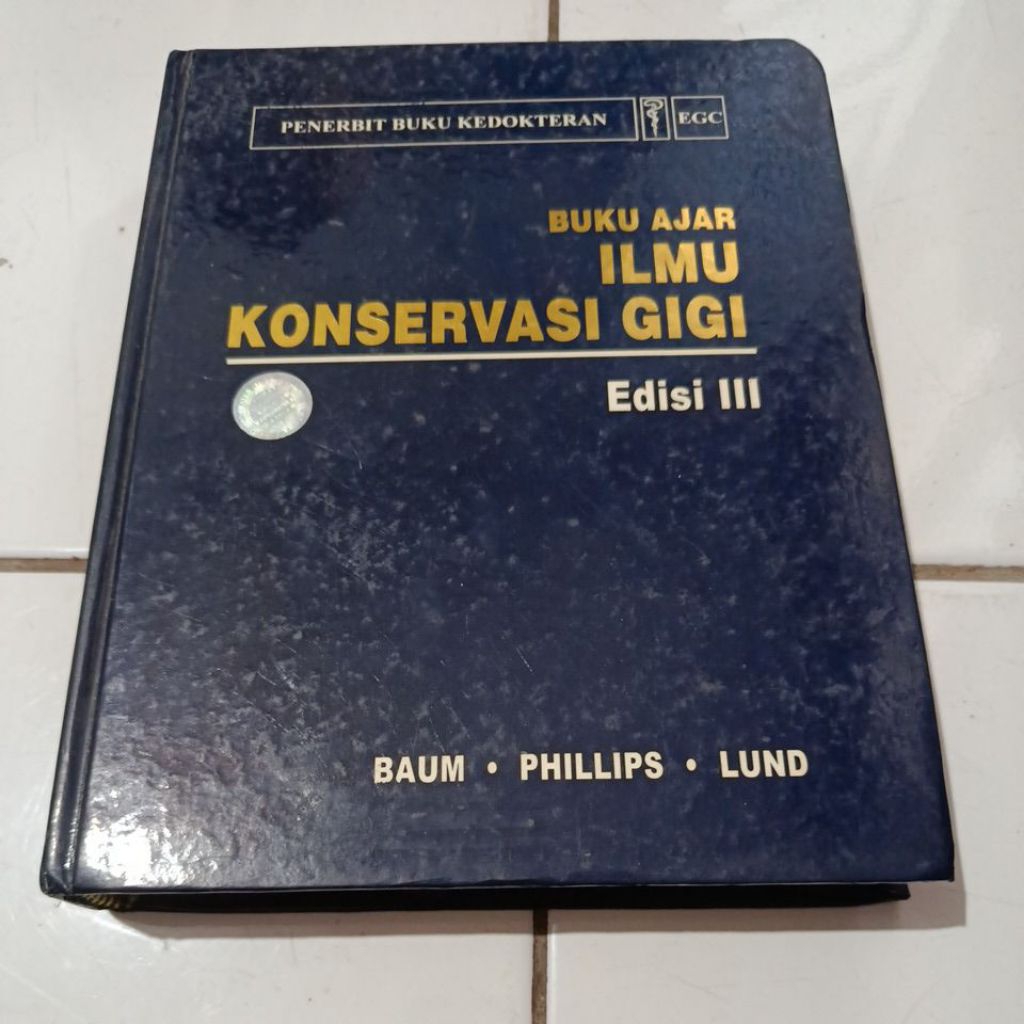 PENERBIT BUKU KEDOKTERAN EGC
BUKU AJAR
ILMU
KONSERVASI GIGI
Edisi III
BAUM • PHILLIPS • LUND